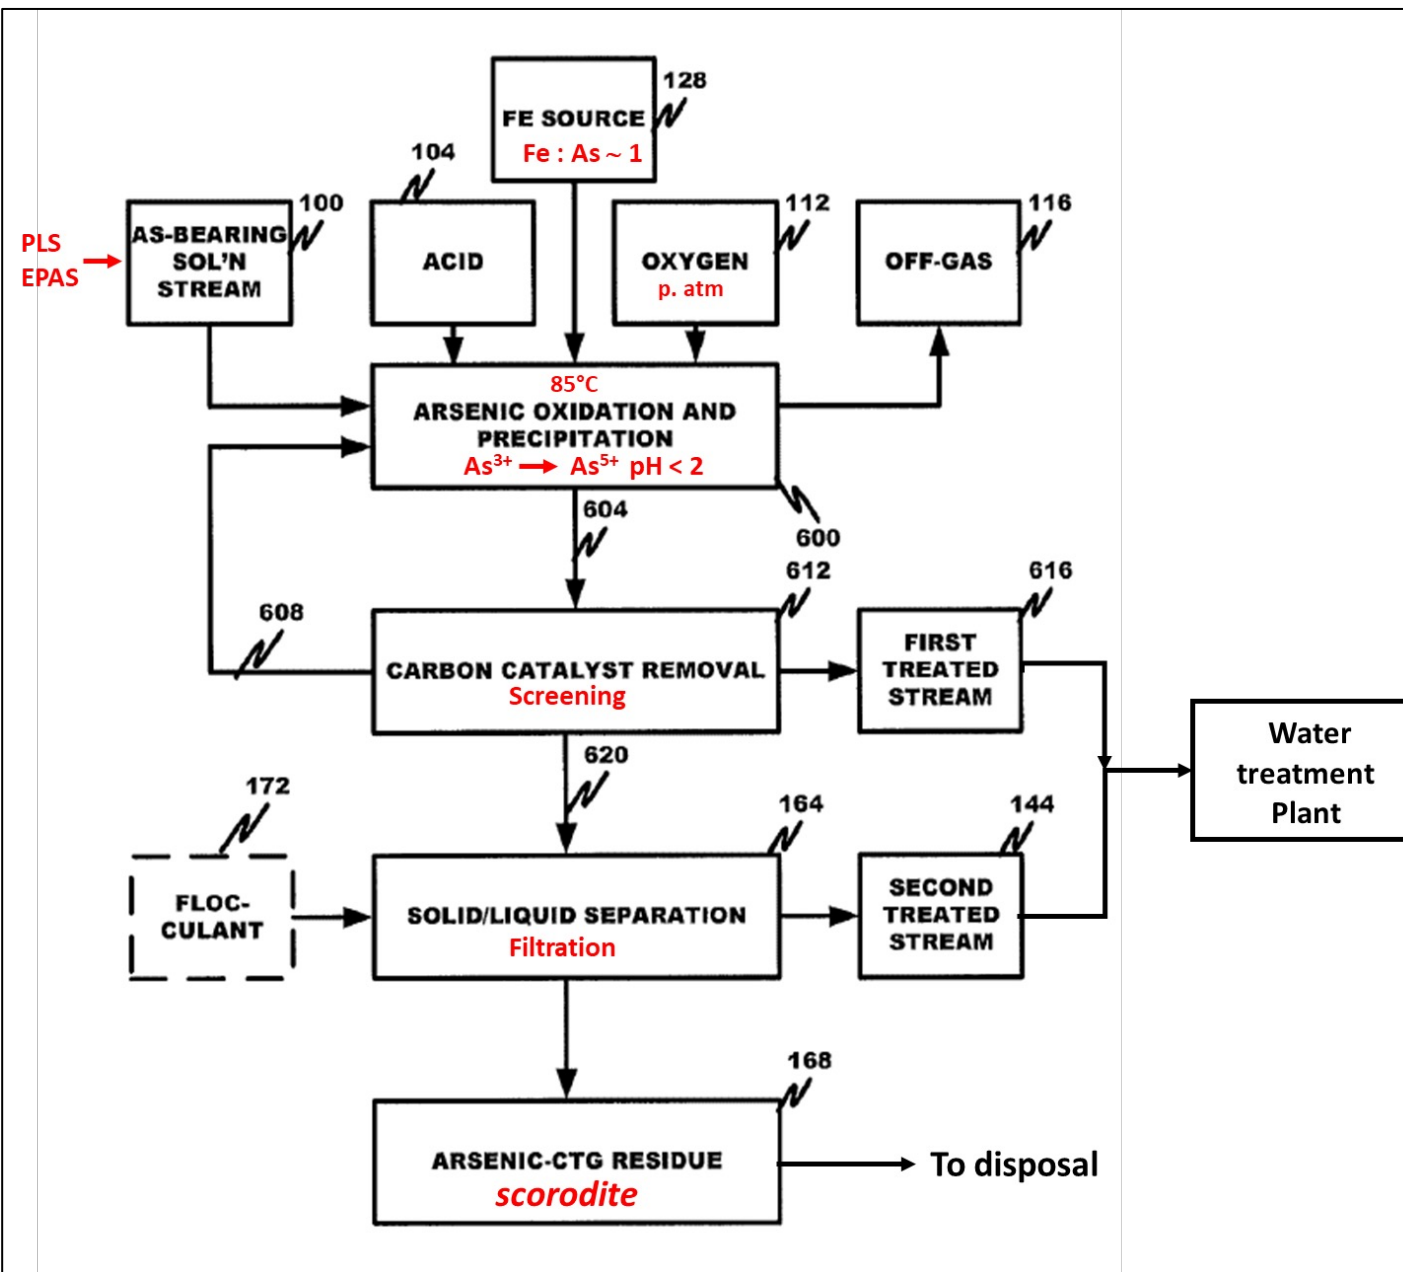 128
FE SOURCE
Fe : As ~ 1
104
100
112
116
PLS
EPAS
AS-BEARING
SOL'N
STREAM
ACID
OXYGEN
p. atm
OFF-GAS
85°C
ARSENIC OXIDATION AND
PRECIPITATION
As3+ → As5+ pH < 2
604
600
612
616
608
CARBON CATALYST REMOVAL
Screening
FIRST
TREATED
STREAM
Water
treatment
Plant
620
172
164
144
FLOC-
CULANT
SOLID/LIQUID SEPARATION
Filtration
SECOND
TREATED
STREAM
168
ARSENIC-CTG RESIDUE
scorodite
To disposal